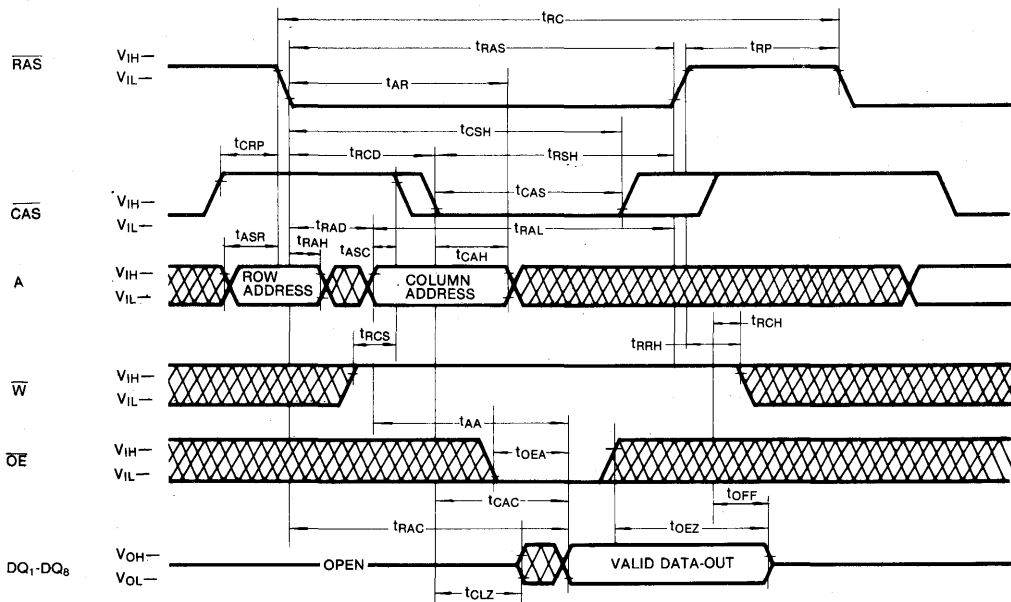 tRC
tRAS
tRP
RAS
VIH—
VIL—
tAR
tCSH
tCRP
tRCD
tRSH
CAS
VIH—
VIL—
tCAS
tRAD
tRAL
tASR
tRAH
tASC
tCAH
A
VIH—
VIL—
ROW
ADDRESS
COLUMN
ADDRESS
tRCS
tRCH
tRRH
W
VIH—
VIL—
tAA
OE
VIH—
VIL—
tOEA
tCAC
tOFF
tRAC
tOEZ
DQ1-DQ8
VOH—
VOL—
OPEN
VALID DATA-OUT
tCLZ